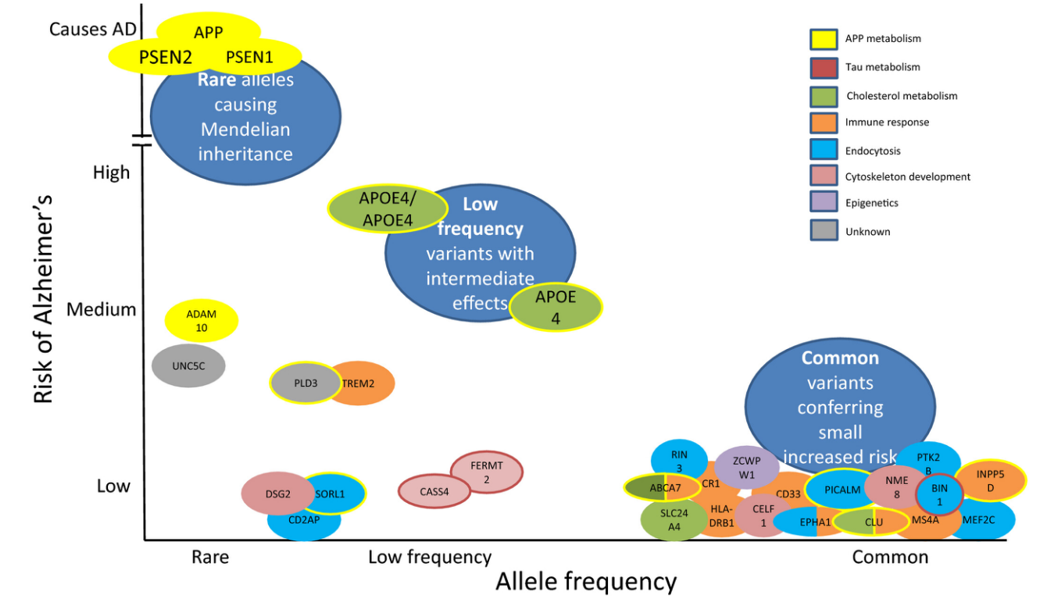 Causes AD
APP
PSEN2
PSEN1
Rare alleles
causing
Mendelian
inheritance
High
APOE4/
APOE4
Low
frequency
variants with
intermediate
effects
APOE
4
Medium
ADAM
10
UNC5C
PLD3
TREM2
Common
variants
conferring
small
increased risk
Low
DSG2
SORL1
CD2AP
FERMT
2
CASS4
RIN
3
ABCA7
CR1
ZCWP
W1
SLC24
A4
HLA-
DRB1
CELF
1
CD33
EPHA1
PICALM
CLU
NME
8
PTK2
B
BIN
1
MS4A
INPP5
D
MEF2C
Rare
Low frequency
Common
Allele frequency
Risk of Alzheimer's
APP metabolism
Tau metabolism
Cholesterol metabolism
Immune response
Endocytosis
Cytoskeleton development
Epigenetics
Unknown